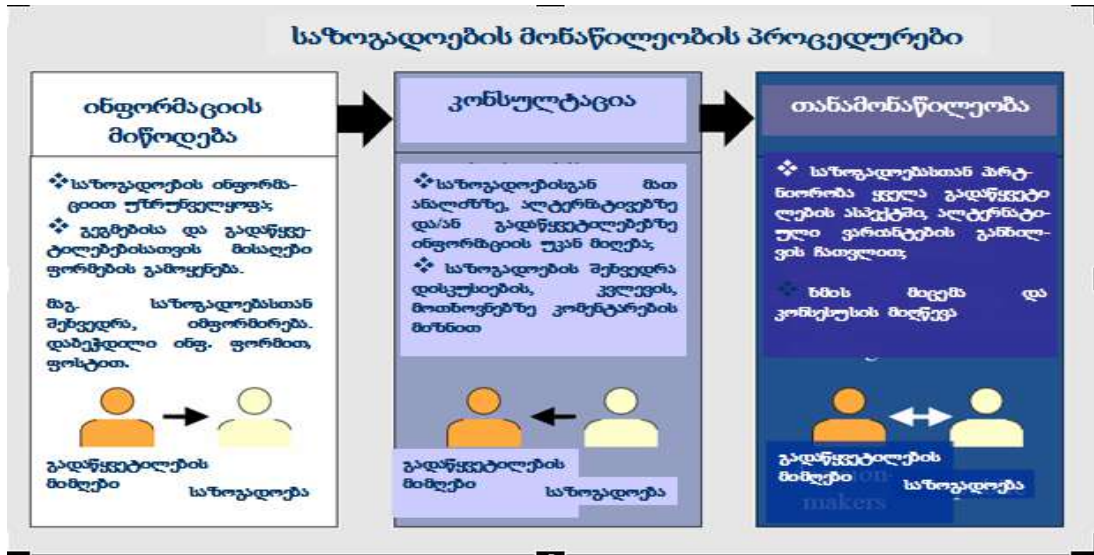 საზოგადოების მონაწილეობის პროცედურები
ინფორმაციის
მიწოდება
❖საზოგადოების ინფორმა-
ციით უზრუნველყოფა;
❖ გეგმებისა და გადაწყვე-
ტილებებისათვის მისაღები
ფორმების გამოყენება.
მაგ. საზოგადოებასთან
შეხვედრა, იმფორმირება.
დაბეჭდილი ინფ. ფორმით,
ფოსტით.
გადაწყვეტილების
მიმღები
საზოგადოება
კონსულტაცია
❖საზოგადოებისგან მათ
ანალიზზე, ალტერნატივებზე
და/ან გადაწყვეტილებებზე
ინფორმციის უკან მიღება;
❖ საზოგადოების შეხვედრა
დისკუსიების, კვლევის,
მოთხოვნებზე კომენტარების
მიზნით
გადაწყვეტილების
მიმღები
საზოგადოება
თანამონაწილეობა
❖ საზოგადოებასთან პარტ-
ნიორობა ყველა გადაწყვეტი
ლების ასპექტში, ალტერნატი-
ული ვარიანტების განხილ-
ვის ჩათვლით;
❖ ხმის მიცემა და
კონსესუსის მიღწევა
გადაწყვეტილების
მიმღები
საზოგადოება
makers